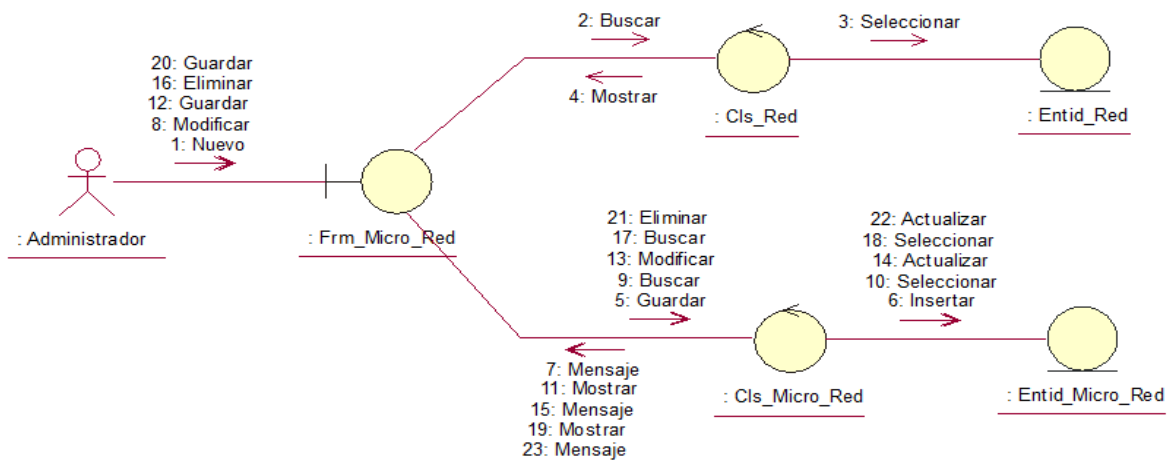 2: Buscar
3: Seleccionar
4: Mostrar
: Cls_Red
: Entid_Red
20: Guardar
16: Eliminar
12: Guardar
8: Modificar
1: Nuevo
: Administrador
: Frm_Micro_Red
21: Eliminar
17: Buscar
13: Modificar
9: Buscar
5: Guardar
22: Actualizar
18: Seleccionar
14: Actualizar
10: Seleccionar
6: Insertar
7: Mensaje
11: Mostrar
15: Mensaje
19: Mostrar
23: Mensaje
: Cls_Micro_Red
: Entid_Micro_Red